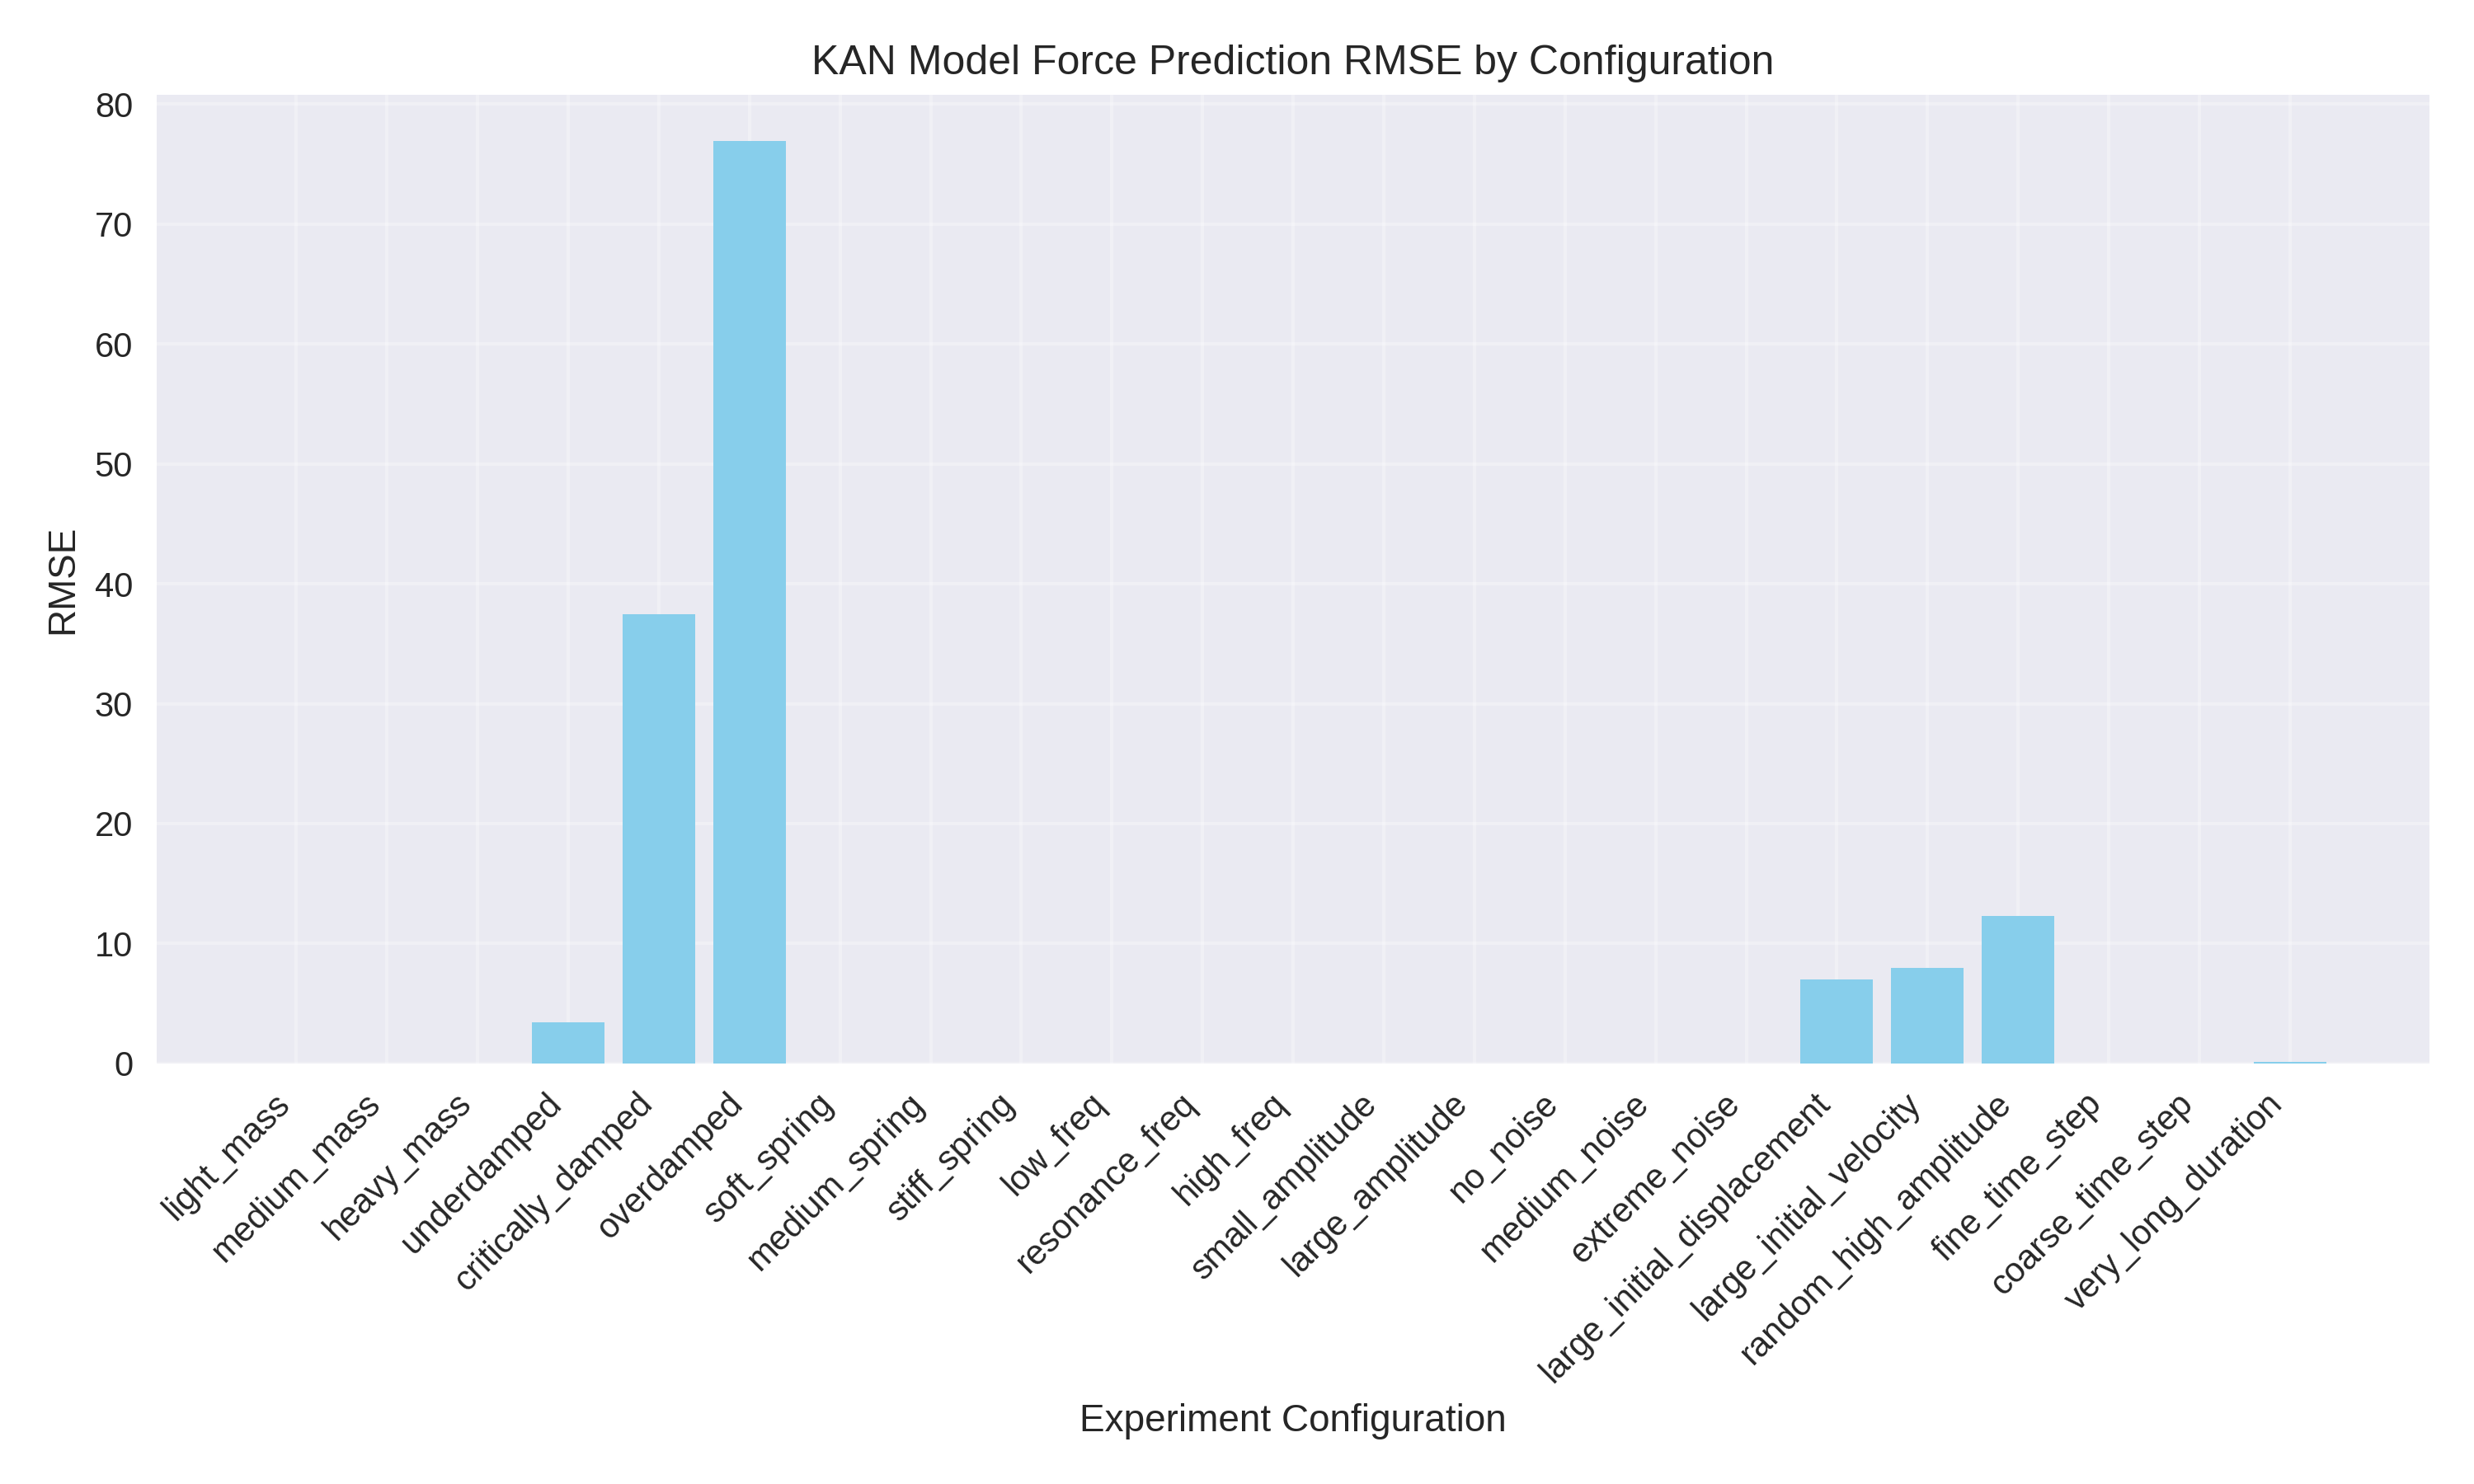 KAN Model Force Prediction RMSE by Configuration
80
70
60
50
40
30
20
10
0
RMSE
light_mass
medium_mass
heavy_mass
underdamped
critically_damped
overdamped
soft_spring
medium_spring
stiff_spring
low_freq
resonance_freq
high_freq
small_amplitude
large_amplitude
no_noise
medium_noise
extreme_noise
large_initial_displacement
large_initial_velocity
random_high_amplitude
fine_time_step
coarse_time_step
very_long_duration
Experiment Configuration